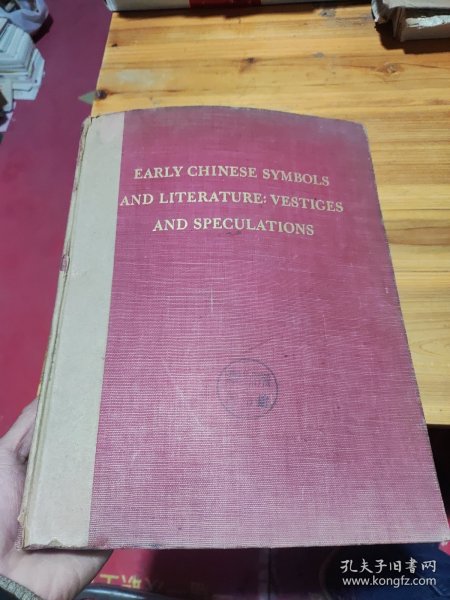 EARLY CHINESE SYMBOLS
AND LITERATURE: VESTIGES
AND SPECULATIONS
孔夫子旧书网
www.kongfz.com